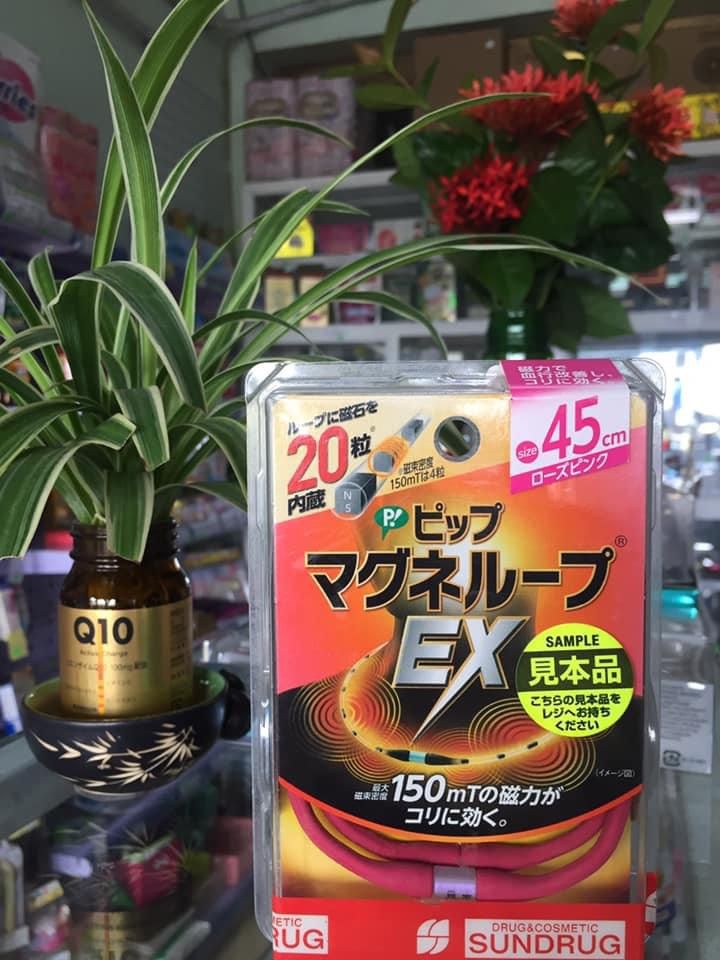 磁力で
血行改善し、
コリに効く。
size 45cm
ローズピンク
ループに磁石を
20粒
内蔵
※磁束密度
150mTは4粒
N
S
P! ピップ
マグネループ®
EX
SAMPLE
見本品
こちらの見本品を
レジへお持ち
ください
(イメージ図)
最大
磁束密度 150mTの磁力が
コリに効く。
ETIC
RUG
DRUG&COSMETIC
SUNDRUG
Q10
Active Charge